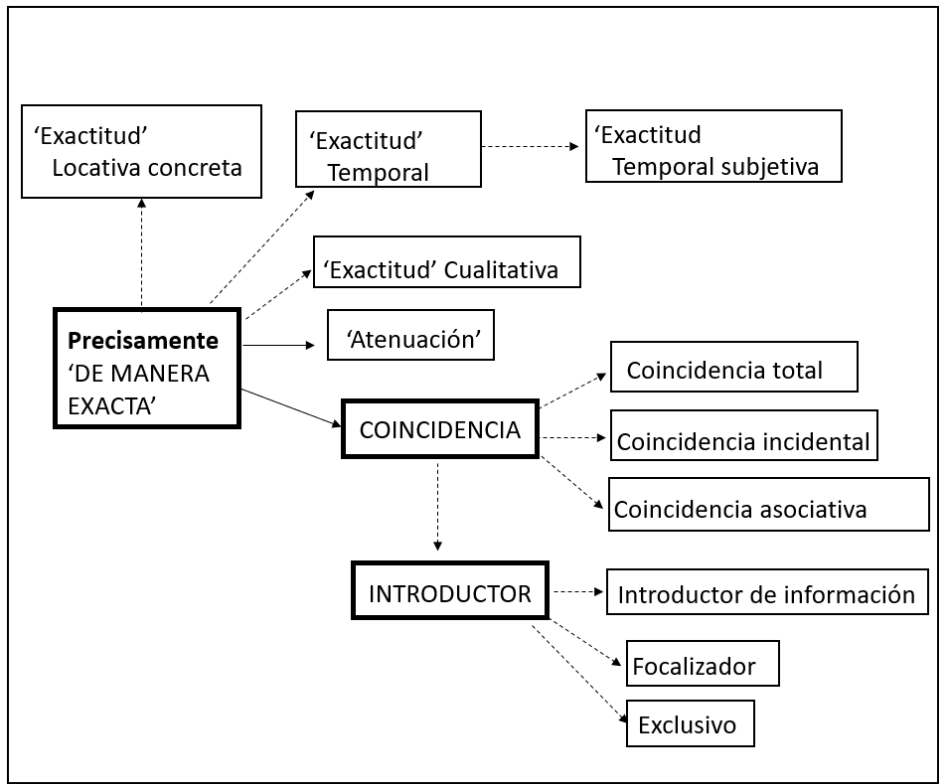 ‘Exactitud’
Locativa concreta
‘Exactitud’
Temporal
‘Exactitud
Temporal subjetiva
‘Exactitud’ Cualitativa
Precisamente
‘DE MANERA
EXACTA’
‘Atenuación’
COINCIDENCIA
Coincidencia total
Coincidencia incidental
Coincidencia asociativa
INTRODUCTOR
Introductor de información
Focalizador
Exclusivo